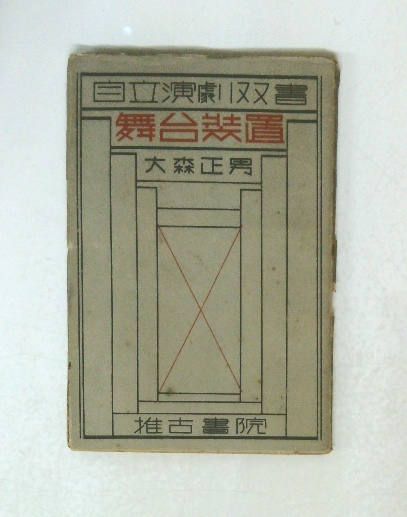 自立演劇双書
舞台装置
大森正男
推古書院